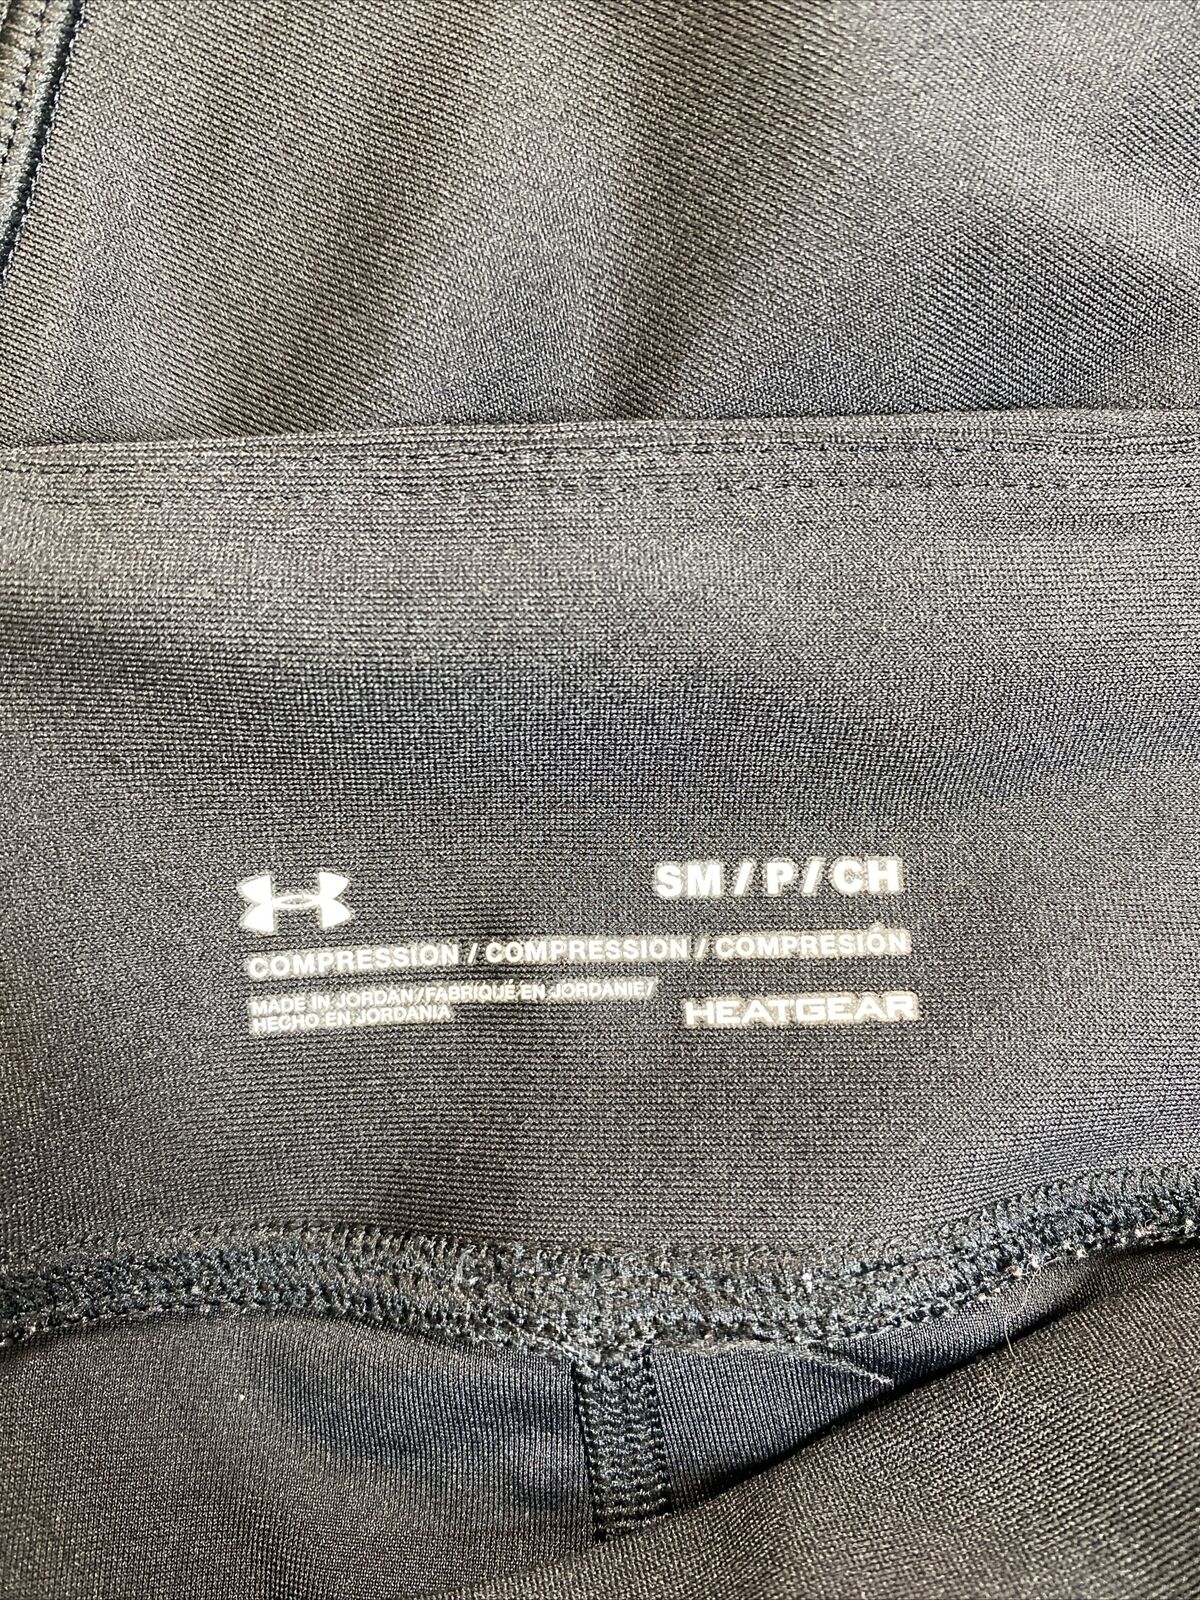 SM / P / CH
COMPRESSION / COMPRESSION / COMPRESIÓN
MADE IN JORDAN / FABRIQUÉ EN JORDANIE /
HECHO EN JORDANIA
HEATGEAR